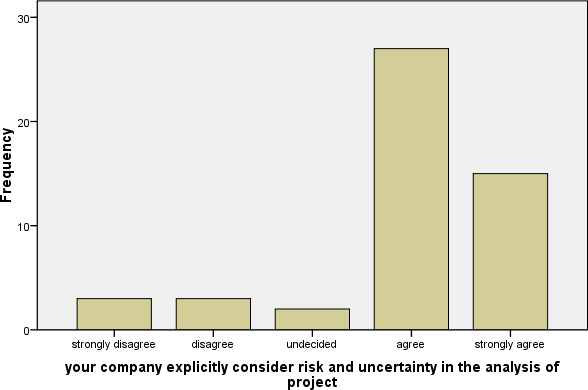 30
20
10
0
Frequency
strongly disagree
disagree
undecided
agree
strongly agree
your company explicitly consider risk and uncertainty in the analysis of
project